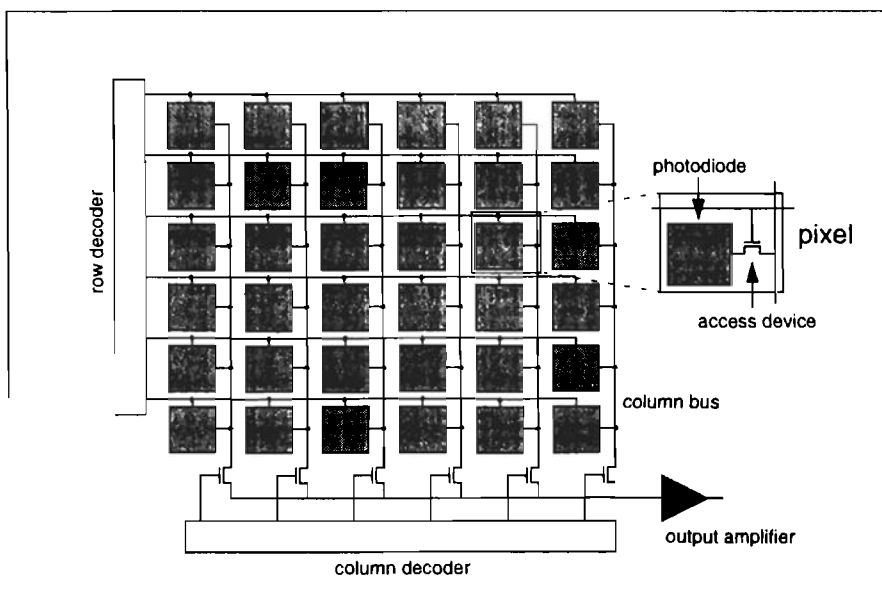 row decoder
photodiode
pixel
access device
column bus
output amplifier
column decoder